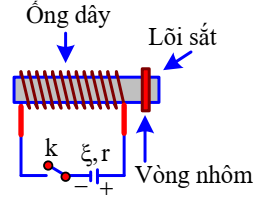 Ống dây
Lõi sắt
k
ξ, r
− +
Vòng nhôm